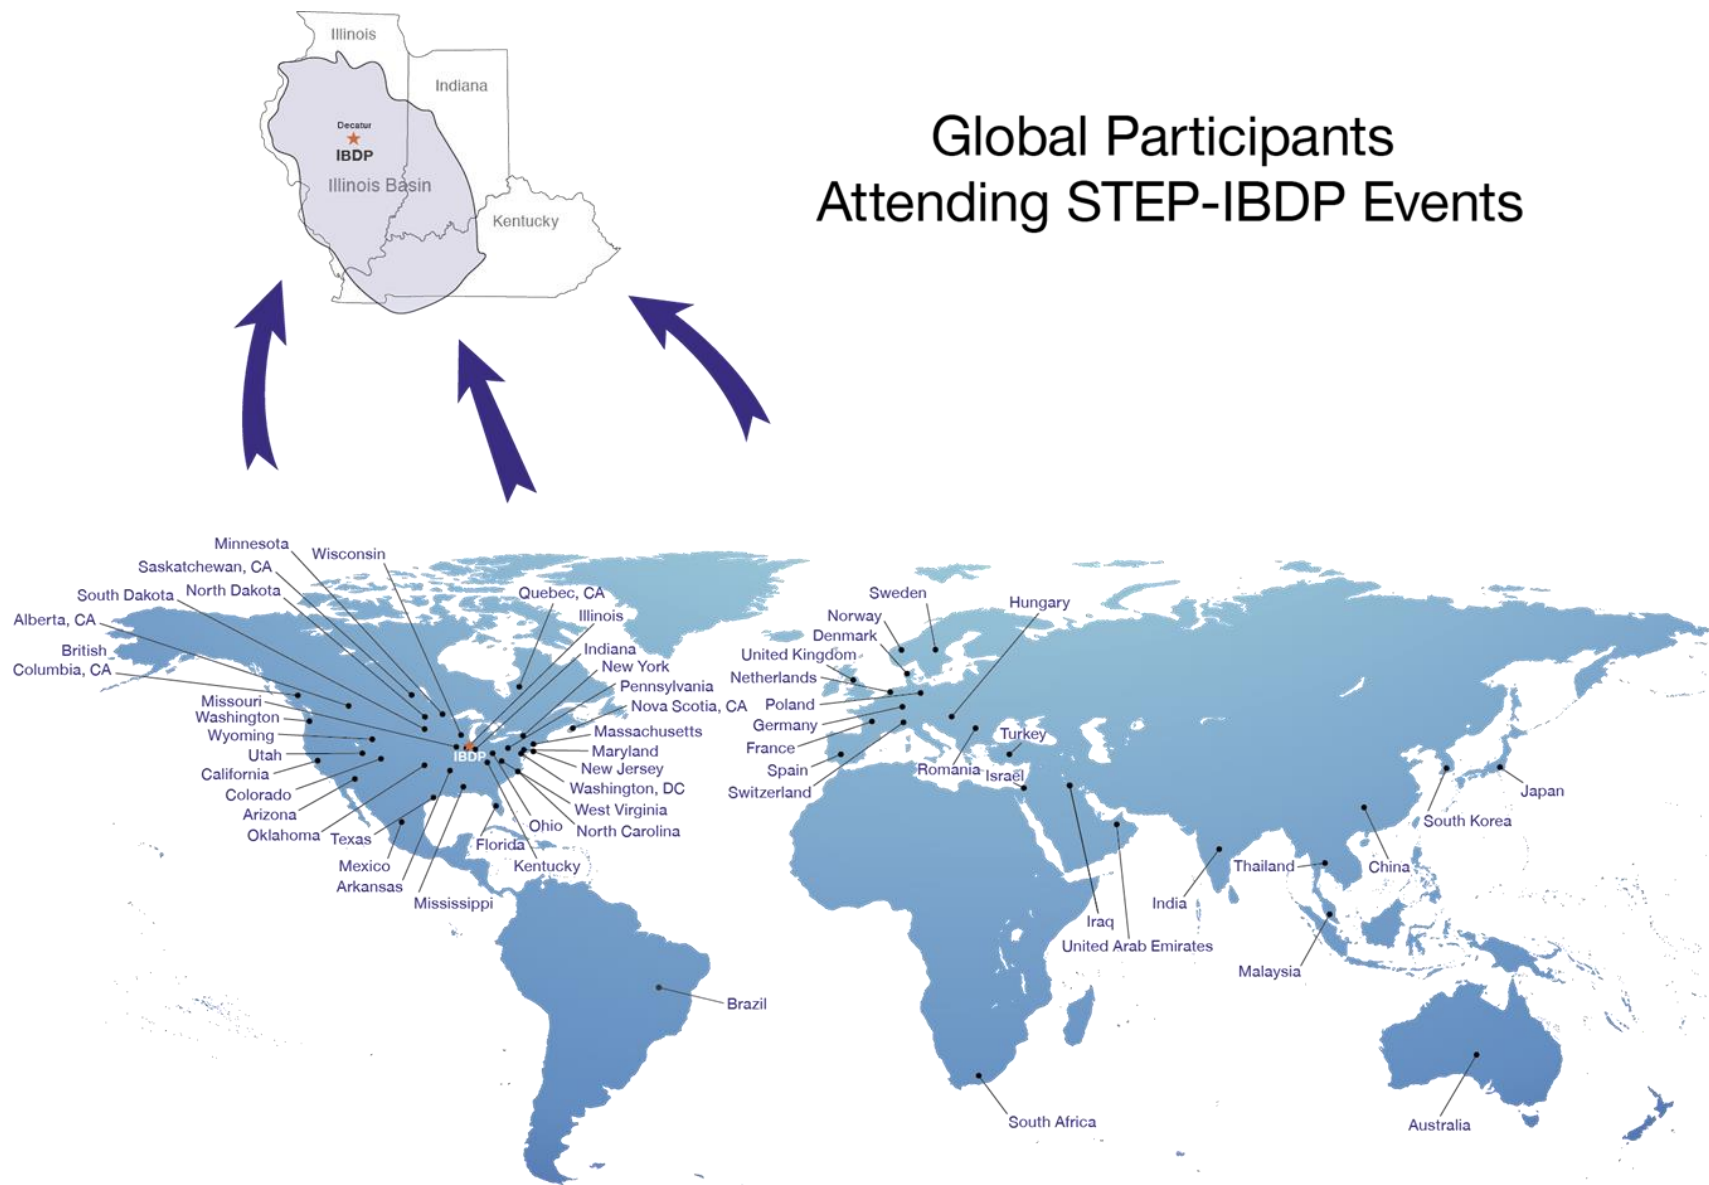 Illinois
Indiana
Decatur
IBDP
Illinois Basin
Kentucky
Global Participants
Attending STEP-IBDP Events
Minnesota
Wisconsin
Saskatchewan, CA
North Dakota
South Dakota
Alberta, CA
British
Columbia, CA
Missouri
Washington
Wyoming
Utah
California
Colorado
Arizona
Oklahoma
Texas
Mexico
Arkansas
Mississippi
Quebec, CA
Illinois
Indiana
New York
Pennsylvania
Nova Scotia, CA
Massachusetts
Maryland
New Jersey
Washington, DC
West Virginia
North Carolina
Ohio
Florida
Kentucky
IBDP
Brazil
Sweden
Norway
Denmark
United Kingdom
Netherlands
Poland
Germany
France
Spain
Switzerland
Hungary
Romania
Turkey
Israel
Iraq
United Arab Emirates
India
Thailand
Malaysia
China
South Korea
Japan
South Africa
Australia